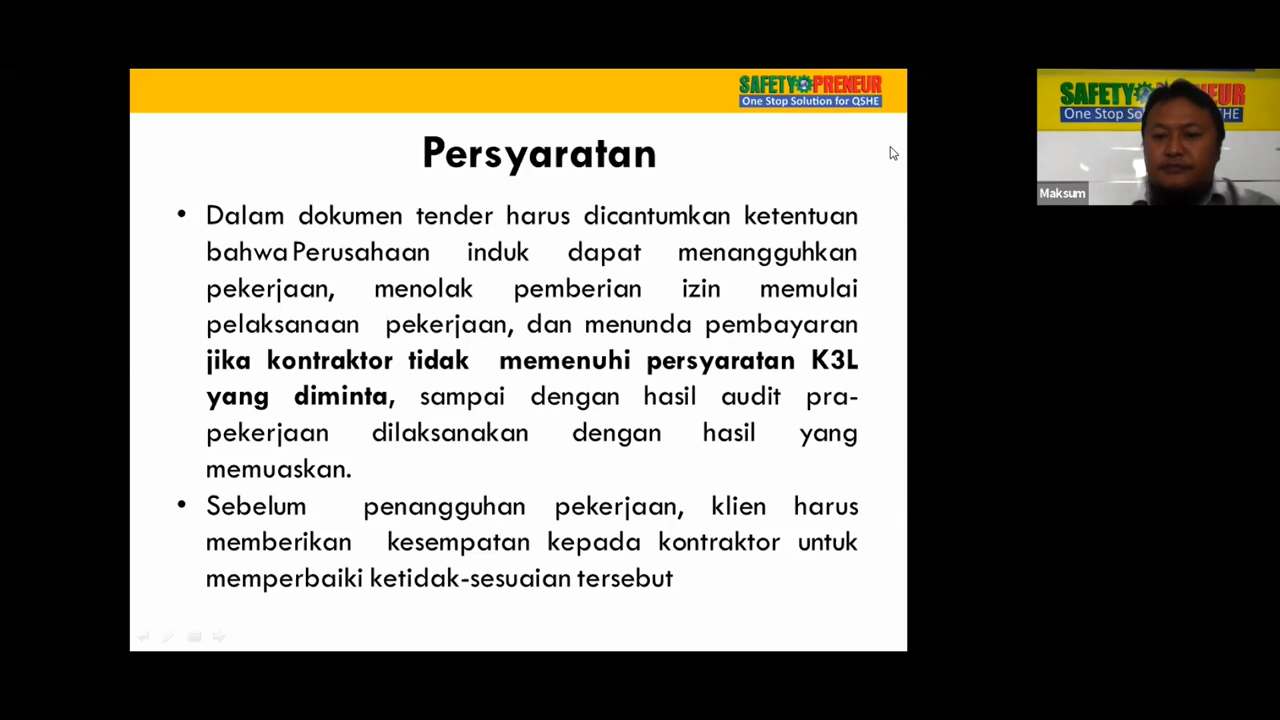 SAFETYPRENEUR
One Stop Solution for QSHE
Persyaratan
• Dalam dokumen tender harus dicantumkan ketentuan
bahwa Perusahaan induk dapat menangguhkan
pekerjaan, menolak pemberian izin memulai
pelaksanaan pekerjaan, dan menunda pembayaran
jika kontraktor tidak memenuhi persyaratan K3L
yang diminta, sampai dengan hasil audit pra-
pekerjaan dilaksanakan dengan hasil yang
memuaskan.
• Sebelum penangguhan pekerjaan, klien harus
memberikan kesempatan kepada kontraktor untuk
memperbaiki ketidak-sesuaian tersebut
SAFETY EUR
One Stop So HE
Maksum